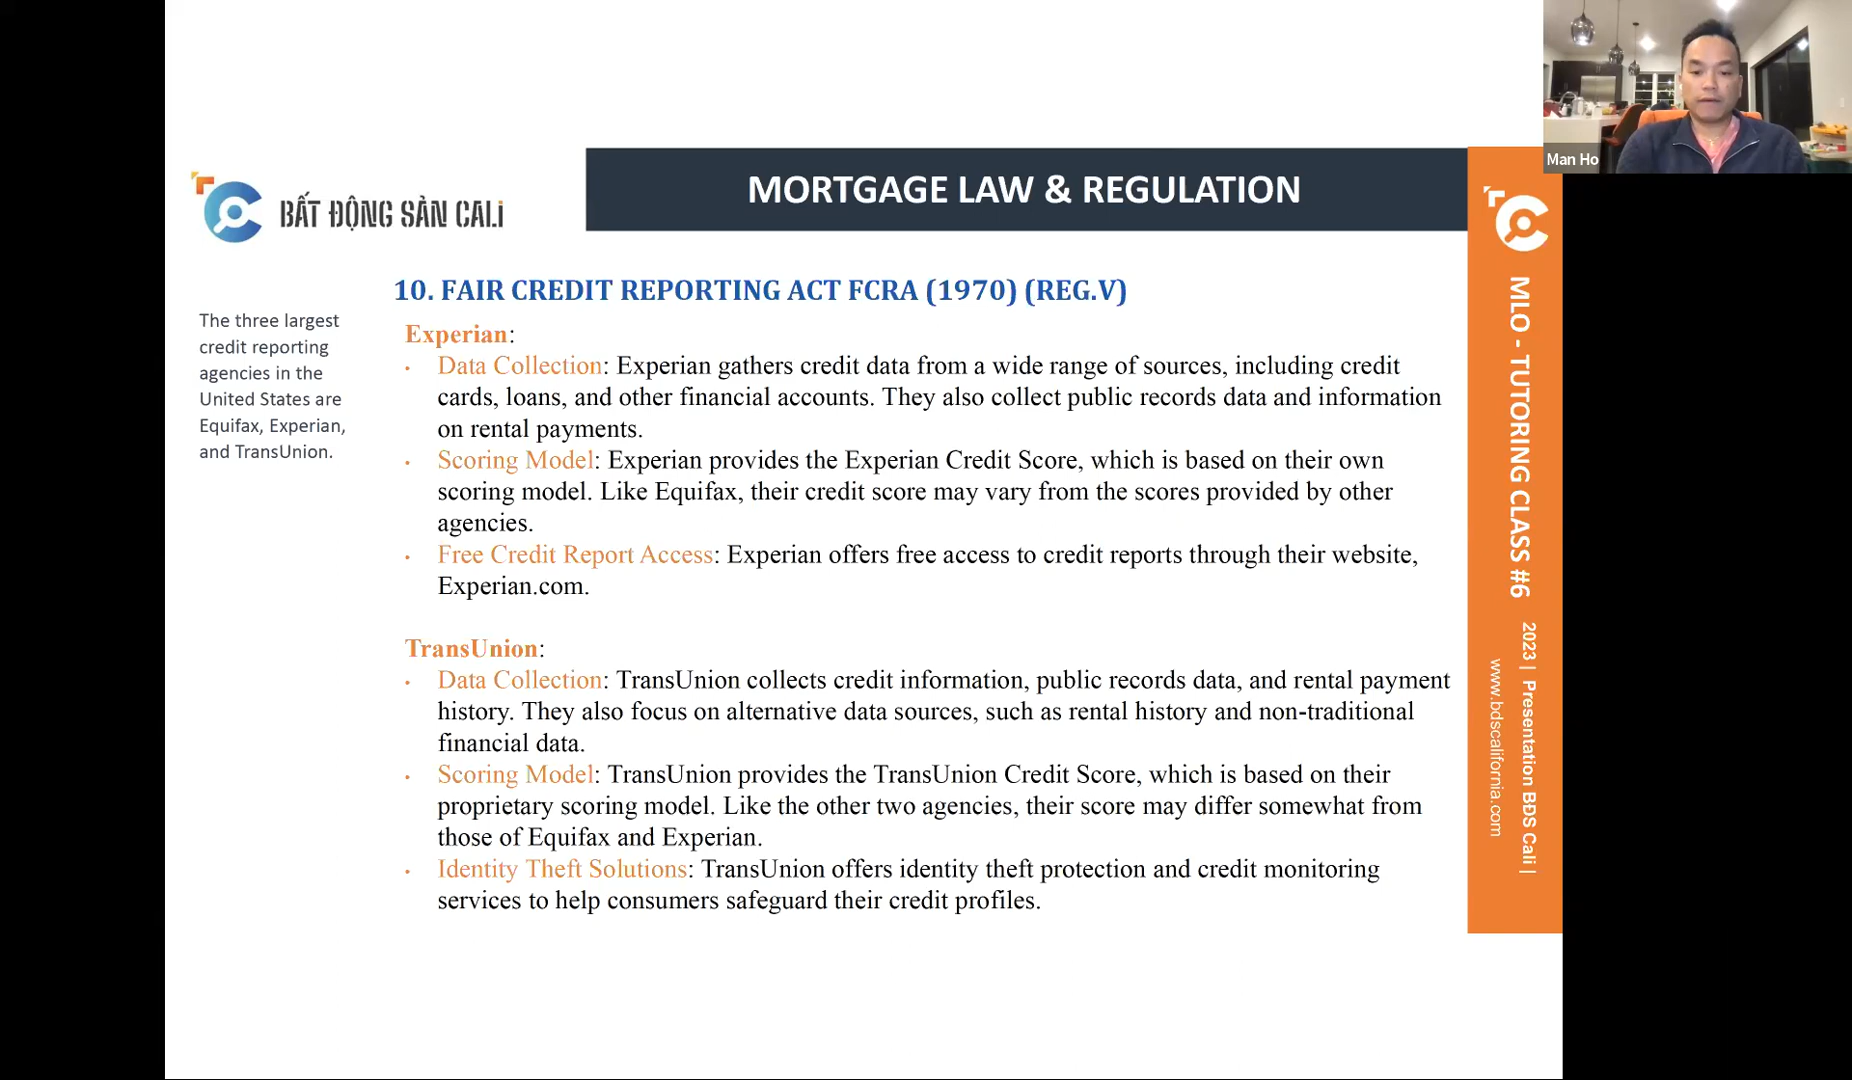 Man Ho
BẤT ĐỘNG SẢN CALi
MORTGAGE LAW & REGULATION
10. FAIR CREDIT REPORTING ACT FCRA (1970) (REG.V)
The three largest
credit reporting
agencies in the
United States are
Equifax, Experian,
and TransUnion.
Experian:
• Data Collection: Experian gathers credit data from a wide range of sources, including credit
cards, loans, and other financial accounts. They also collect public records data and information
on rental payments.
• Scoring Model: Experian provides the Experian Credit Score, which is based on their own
scoring model. Like Equifax, their credit score may vary from the scores provided by other
agencies.
• Free Credit Report Access: Experian offers free access to credit reports through their website,
Experian.com.
TransUnion:
• Data Collection: TransUnion collects credit information, public records data, and rental payment
history. They also focus on alternative data sources, such as rental history and non-traditional
financial data.
• Scoring Model: TransUnion provides the TransUnion Credit Score, which is based on their
proprietary scoring model. Like the other two agencies, their score may differ somewhat from
those of Equifax and Experian.
• Identity Theft Solutions: TransUnion offers identity theft protection and credit monitoring
services to help consumers safeguard their credit profiles.
MLO - TUTORING CLASS #6
2023 | Presentation BĐS Cali |
www.bdscalifornia.com